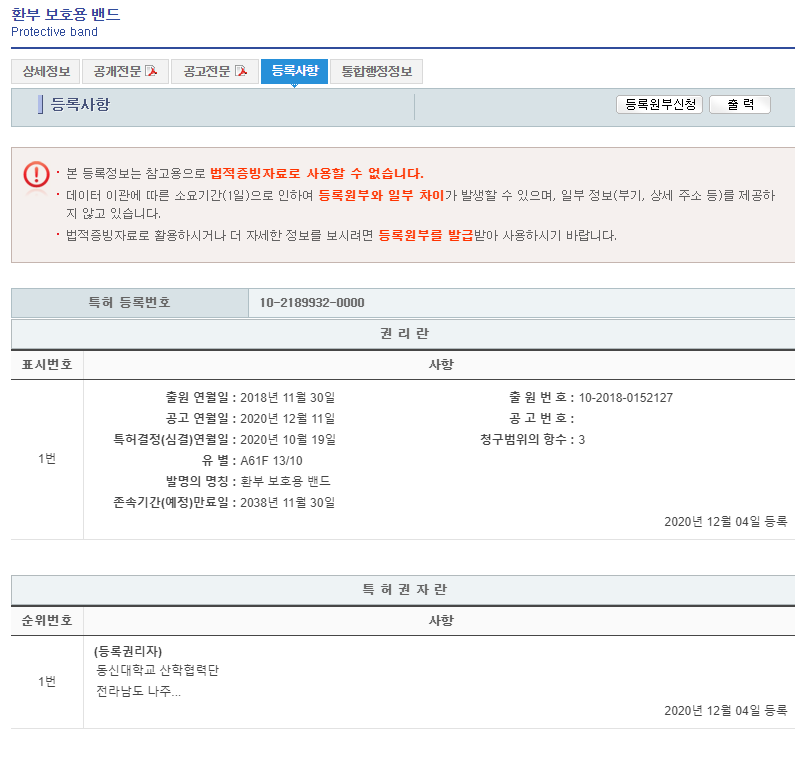 환부 보호용 밴드
Protective band
상세정보 공개전문 공고전문 등록사항 통합행정정보
등록사항 등록원부신청 출 력
· 본 등록정보는 참고용으로 법적증빙자료로 사용할 수 없습니다.
· 데이터 이관에 따른 소요기간(1일)으로 인하여 등록원부와 일부 차이가 발생할 수 있으며, 일부 정보(부기, 상세 주소 등)를 제공하
지 않고 있습니다.
· 법적증빙자료로 활용하시거나 더 자세한 정보를 보시려면 등록원부를 발급받아 사용하시기 바랍니다.
특허 등록번호 10-2189932-0000
권 리 란
표시번호 사항
출원 연월일 : 2018년 11월 30일 출 원 번 호 : 10-2018-0152127
공고 연월일 : 2020년 12월 11일 공 고 번 호 :
특허결정(심결)연월일 : 2020년 10월 19일 청구범위의 항수 : 3
1번 유 별 : A61F 13/10
발명의 명칭 : 환부 보호용 밴드
존속기간(예정)만료일 : 2038년 11월 30일
2020년 12월 04일 등록
특 허 권 자 란
순위번호 사항
(등록권리자)
동신대학교 산학협력단
1번 전라남도 나주...
2020년 12월 04일 등록